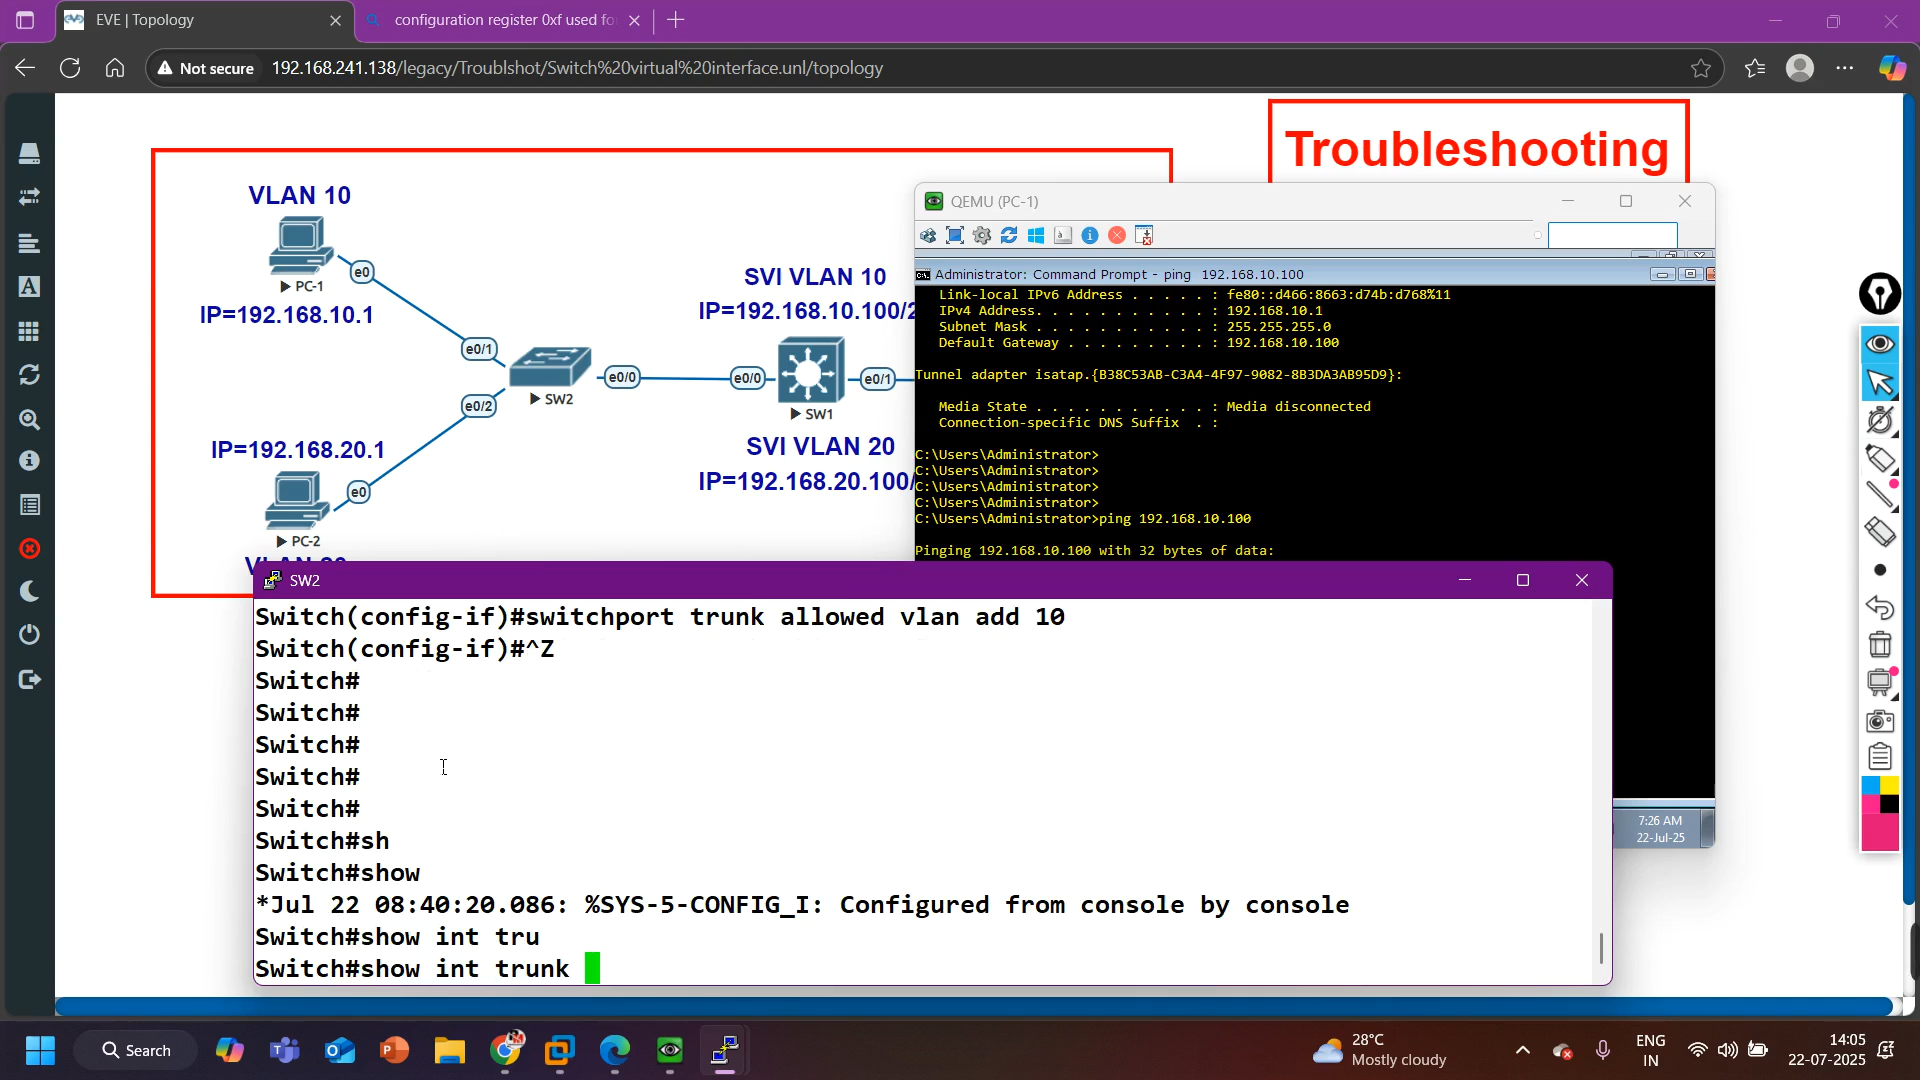 EVE | Topology
configuration register 0xf used fo
Not secure
192.168.241.138/legacy/Troublshot/Switch%20virtual%20interface.unl/topology
Troubleshooting
VLAN 10
e0
PC-1
IP=192.168.10.1
e0/1
SW2
e0/0
e0/0
e0/1
SVI VLAN 10
IP=192.168.10.100/2
SW1
SVI VLAN 20
IP=192.168.20.100/
e0/2
IP=192.168.20.1
e0
PC-2
QEMU (PC-1)
Administrator: Command Prompt - ping 192.168.10.100
Link-local IPv6 Address . . . . . : fe80::d466:8663:d74b:d768%11
IPv4 Address. . . . . . . . . . . : 192.168.10.1
Subnet Mask . . . . . . . . . . . : 255.255.255.0
Default Gateway . . . . . . . . . : 192.168.10.100
Tunnel adapter isatap.{B38C53AB-C3A4-4F97-9082-8B3DA3AB95D9}:
Media State . . . . . . . . . . . : Media disconnected
Connection-specific DNS Suffix . :
C:\Users\Administrator>
C:\Users\Administrator>
C:\Users\Administrator>
C:\Users\Administrator>
C:\Users\Administrator>ping 192.168.10.100
Pinging 192.168.10.100 with 32 bytes of data:
7:26 AM
22-Jul-25
SW2
Switch(config-if)#switchport trunk allowed vlan add 10
Switch(config-if)#^Z
Switch#
Switch#
Switch#
Switch#
Switch#
Switch#sh
Switch#show
*Jul 22 08:40:20.086: %SYS-5-CONFIG_I: Configured from console by console
Switch#show int tru
Switch#show int trunk
Search
28°C
Mostly cloudy
ENG
IN
14:05
22-07-2025